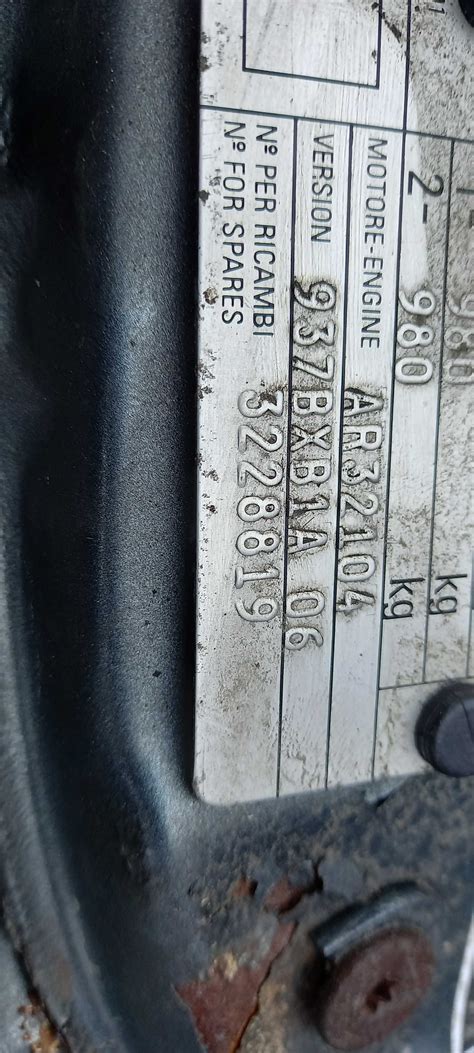 2- 980 kg
MOTORE-ENGINE AR32104
VERSION 937BXB1A 06
Nº PER RICAMBI
Nº FOR SPARES 3228819